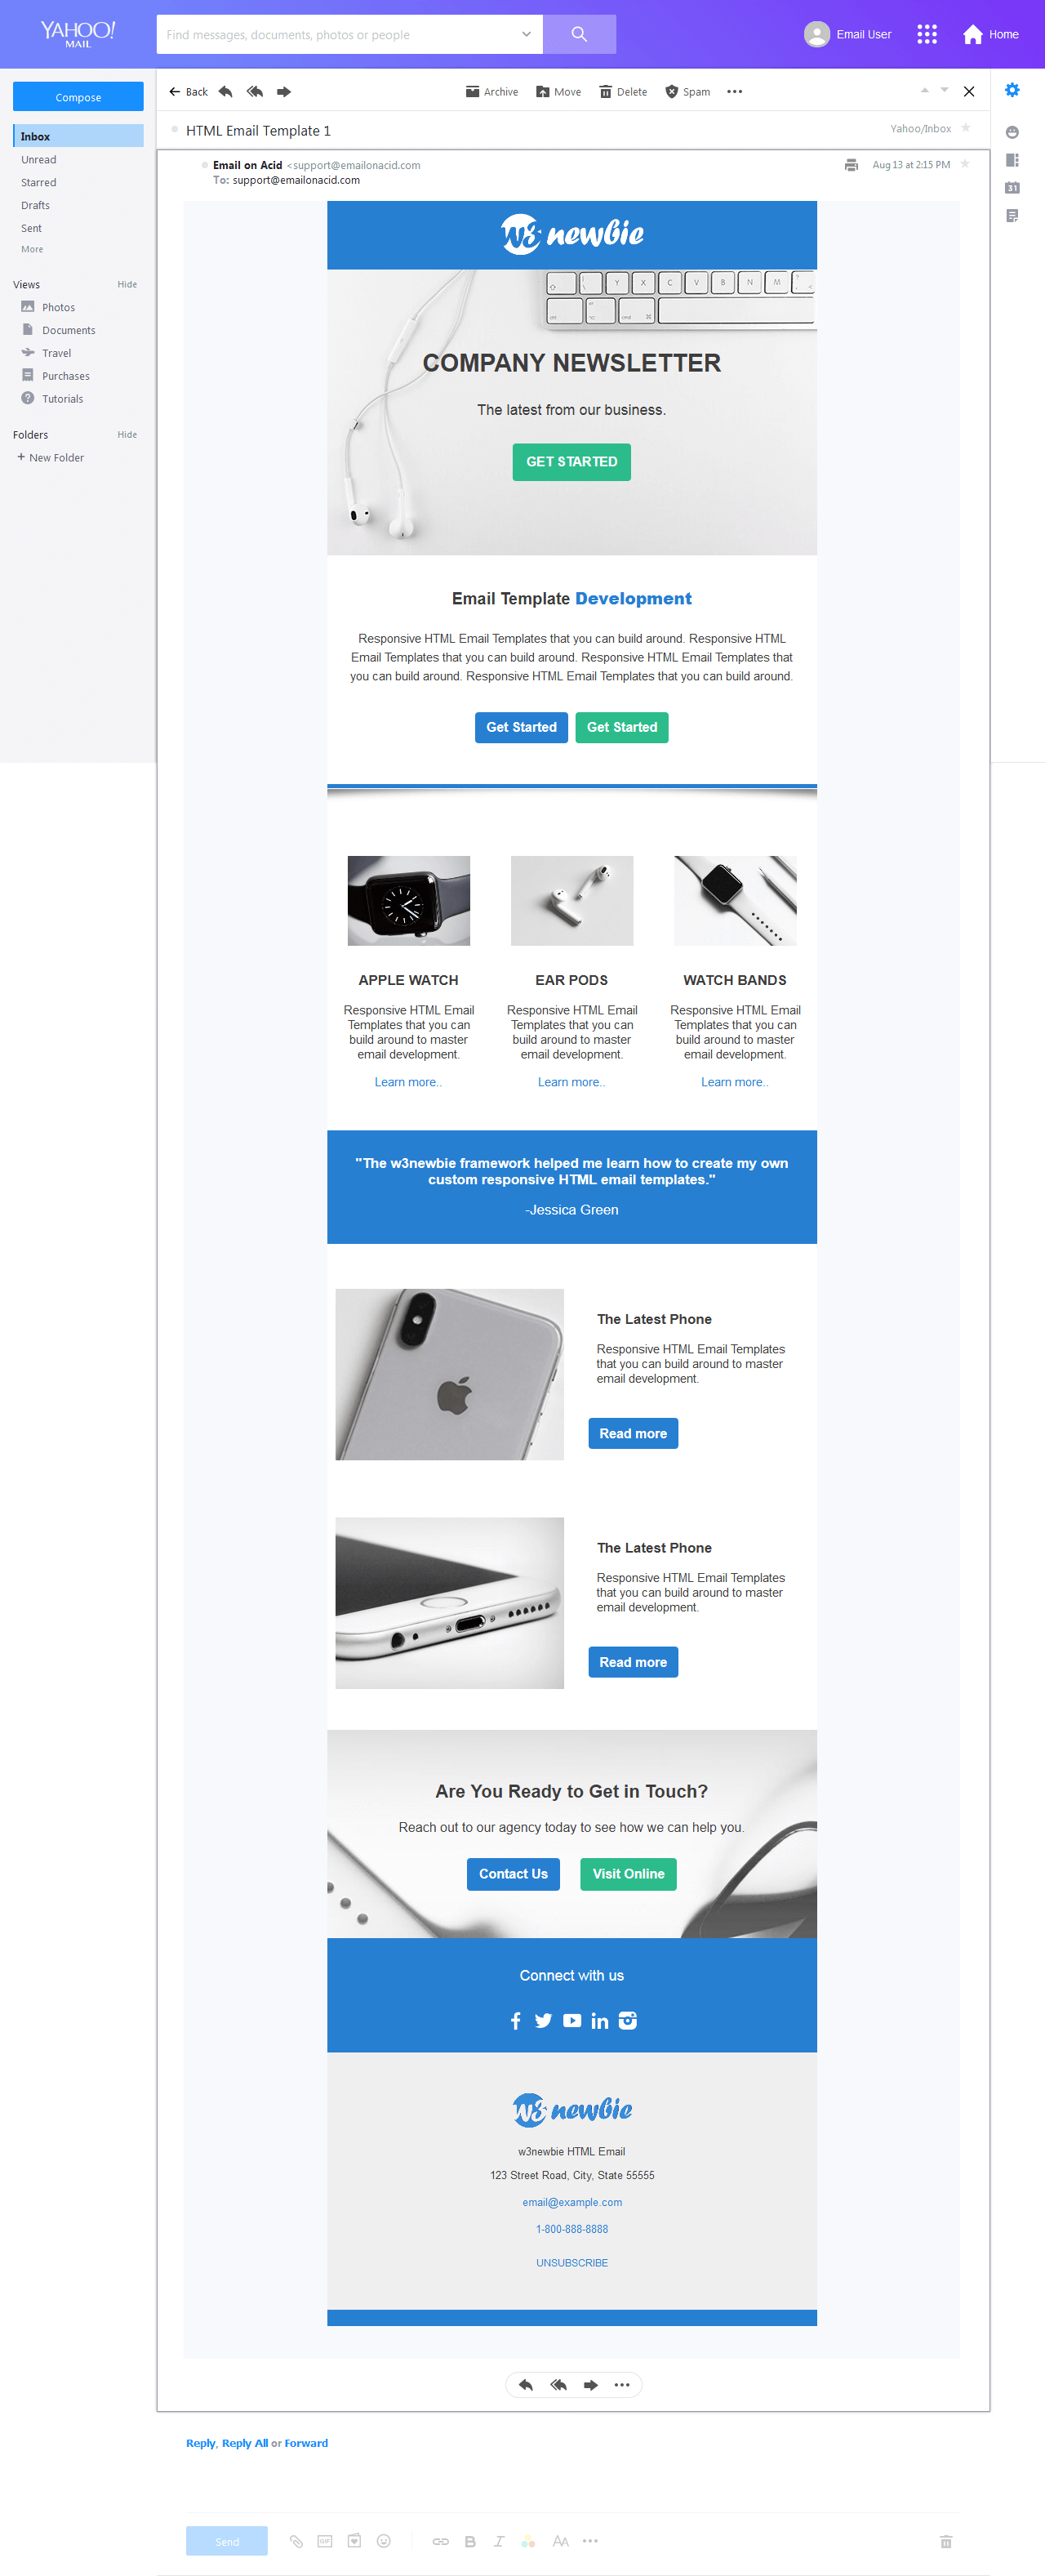 YAHOO!
MAIL
Find messages, documents, photos or people
Email User
Home
Compose
Inbox
Unread
Starred
Drafts
Sent
More
Views
Hide
Photos
Documents
Travel
Purchases
Tutorials
Folders
Hide
+ New Folder
Back
Archive
Move
Delete
Spam
HTML Email Template 1
Yahoo/Inbox
Email on Acid <support@emailonacid.com
To: support@emailonacid.com
Aug 13 at 2:15 PM
31
w3 newbie
Y X C V B N M
alt
cmd
COMPANY NEWSLETTER
The latest from our business.
GET STARTED
Email Template Development
Responsive HTML Email Templates that you can build around. Responsive HTML
Email Templates that you can build around. Responsive HTML Email Templates that
you can build around. Responsive HTML Email Templates that you can build around.
Get Started
Get Started
APPLE WATCH
Responsive HTML Email
Templates that you can
build around to master
email development.
Learn more..
EAR PODS
Responsive HTML Email
Templates that you can
build around to master
email development.
Learn more..
WATCH BANDS
Responsive HTML Email
Templates that you can
build around to master
email development.
Learn more..
"The w3newbie framework helped me learn how to create my own
custom responsive HTML email templates."
-Jessica Green
The Latest Phone
Responsive HTML Email Templates
that you can build around to master
email development.
Read more
The Latest Phone
Responsive HTML Email Templates
that you can build around to master
email development.
Read more
Are You Ready to Get in Touch?
Reach out to our agency today to see how we can help you.
Contact Us
Visit Online
Connect with us
w3 newbie
w3newbie HTML Email
123 Street Road, City, State 55555
email@example.com
1-800-888-8888
UNSUBSCRIBE
Reply, Reply All or Forward
Send
GIF
B
I
AA